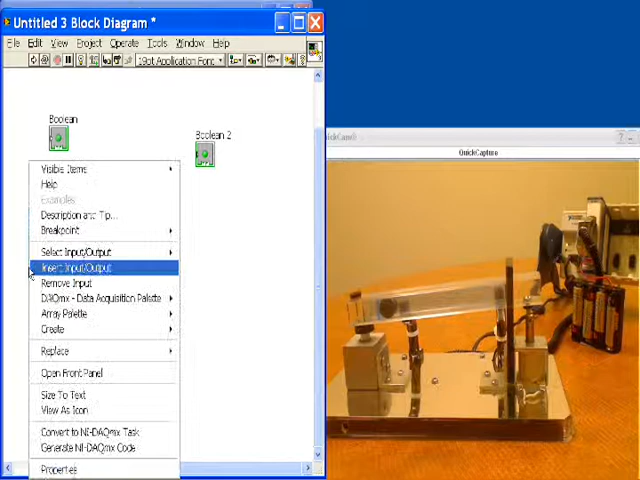 Untitled 3 Block Diagram *
File Edit View Project Operate Tools Window Help
19pt Application Font
Boolean
Boolean 2
QuickCapture
Visible Items
Help
Examples
Description and Tip...
Breakpoint
Select Input/Output
Insert Input/Output
Remove Input
DAQmx - Data Acquisition Palette
Array Palette
Create
Replace
Open Front Panel
Size To Text
View As Icon
Convert to NI-DAQmx Task
Generate NI-DAQmx Code
Properties